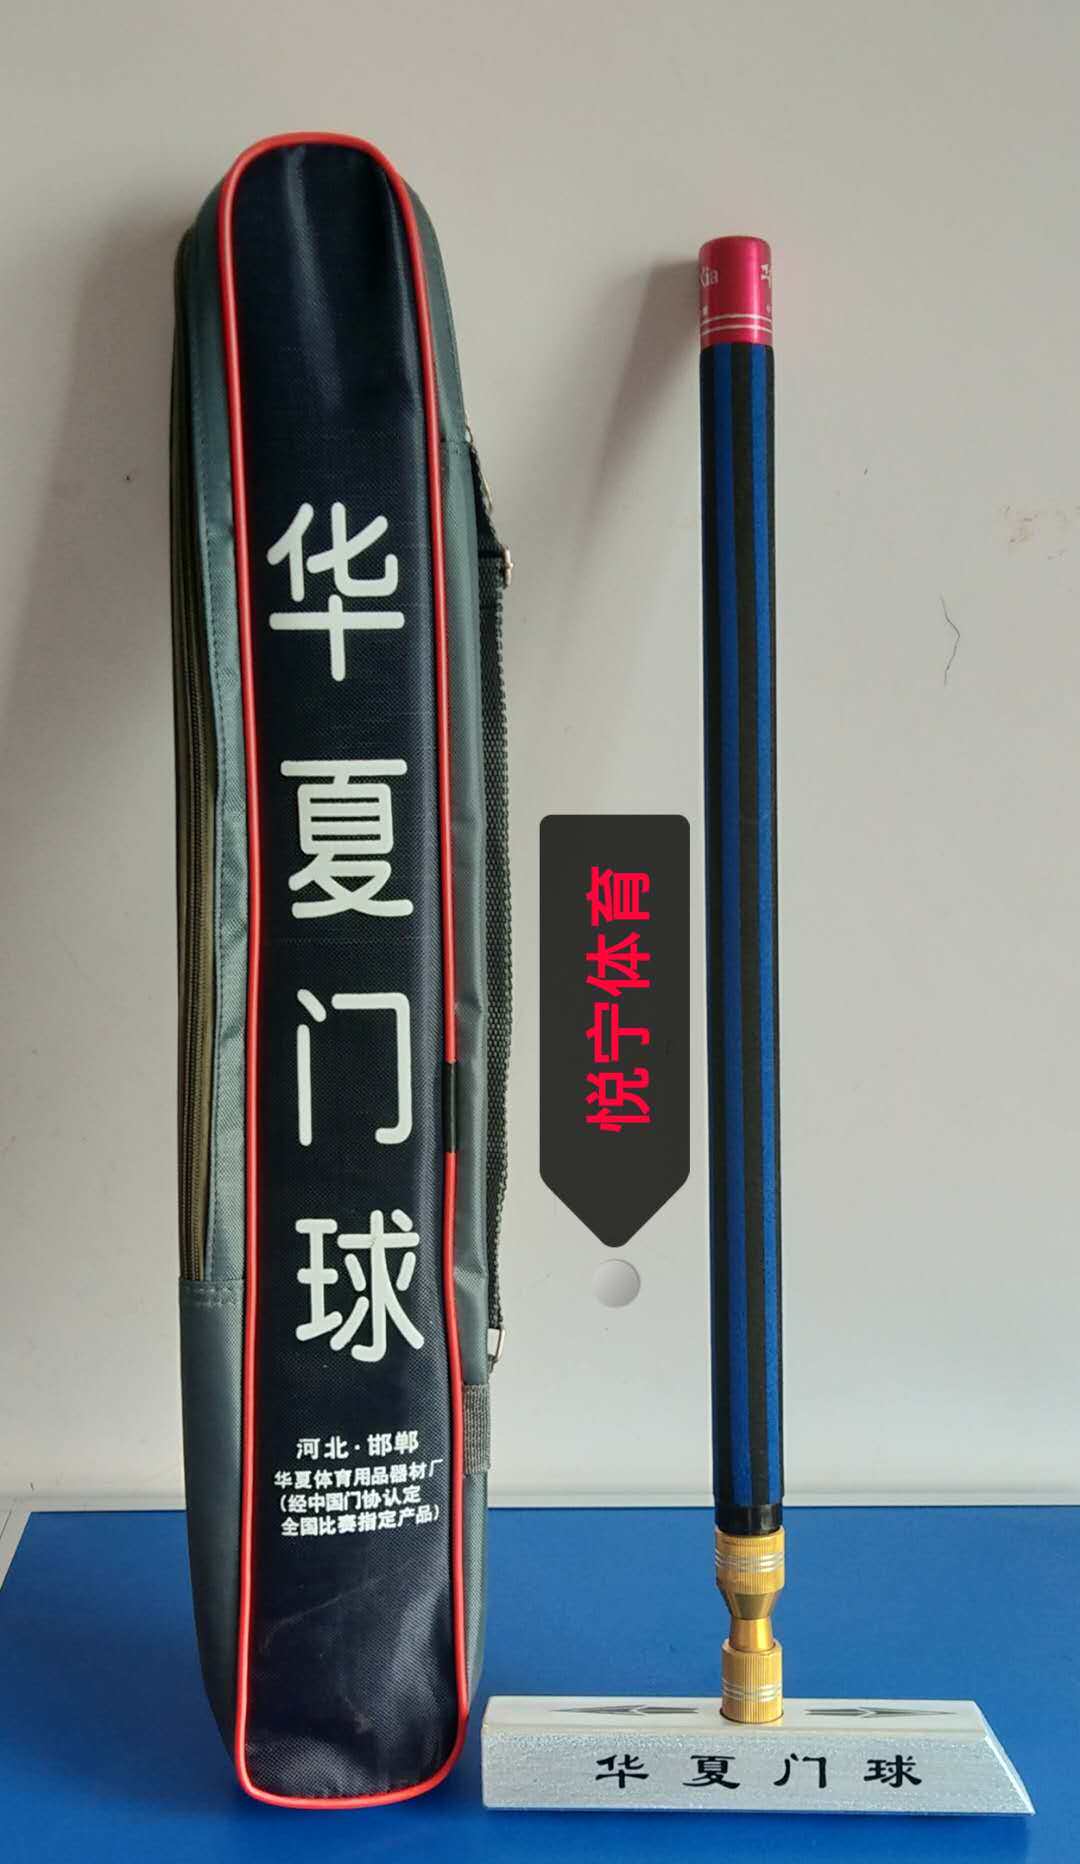 华夏门球
河北·邯郸
华夏体育用品器材厂
(经中国门协认定
全国比赛指定产品)
悦宁体育
Xia
华夏门球